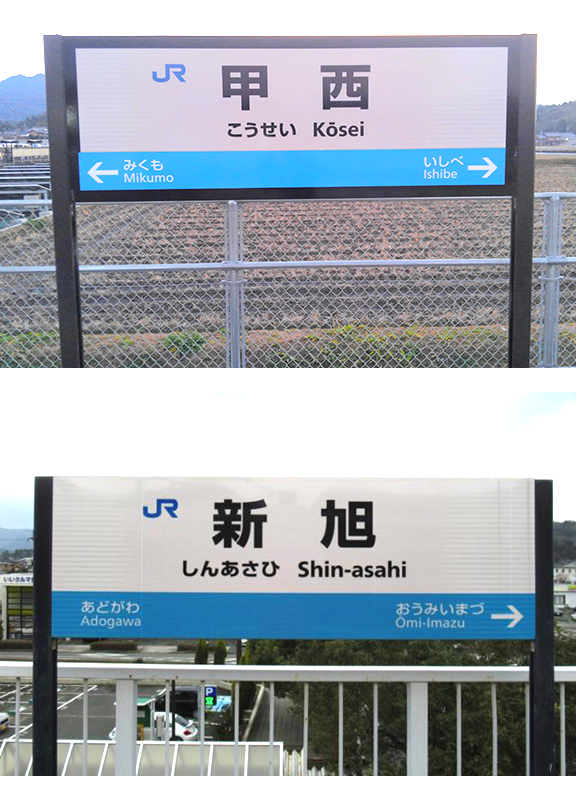 JR 甲西
こうせい Kōsei
← みくも いしべ →
Mikumo Ishibe
JR 新旭
しんあさひ Shin-asahi
あどがわ おうみいまづ →
Adogawa Ōmi-Imazu
P